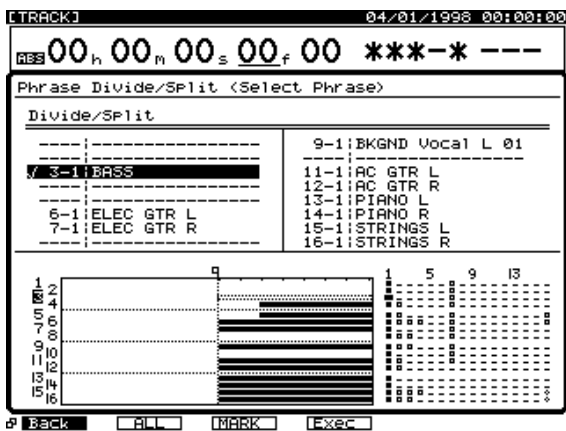 [TRACK] 04/01/1998 00:00:00
ABS 00h 00m 00s 00f 00 ***-* ---
Phrase Divide/Split (Select Phrase)
Divide/Split
----|------------------
----|------------------
✓ 3-1|BASS
----|------------------
----|------------------
6-1|ELEC GTR L
7-1|ELEC GTR R
----|------------------
9-1|BKGND Vocal L 01
----|------------------
11-1|AC GTR L
12-1|AC GTR R
13-1|PIANO L
14-1|PIANO R
15-1|STRINGS L
16-1|STRINGS R
9
1 5 9 13
1
2
3
4
5
6
7
8
9
10
11
12
13
14
15
16
Back ALL MARK Exec